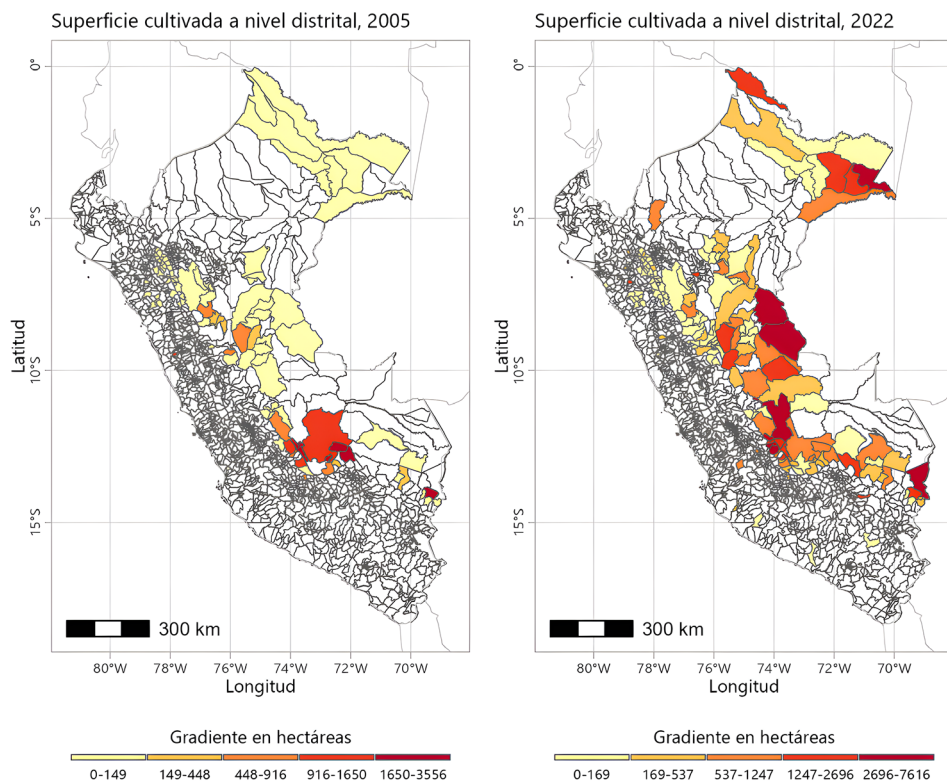 Superficie cultivada a nivel distrital, 2005
Superficie cultivada a nivel distrital, 2022
0°
5°S
10°S
15°S
Latitud
300 km
80°W 78°W 76°W 74°W 72°W 70°W
Longitud
Gradiente en hectáreas
0-149 149-448 448-916 916-1650 1650-3556
0°
5°S
10°S
15°S
Latitud
300 km
80°W 78°W 76°W 74°W 72°W 70°W
Longitud
Gradiente en hectáreas
0-169 169-537 537-1247 1247-2696 2696-7616